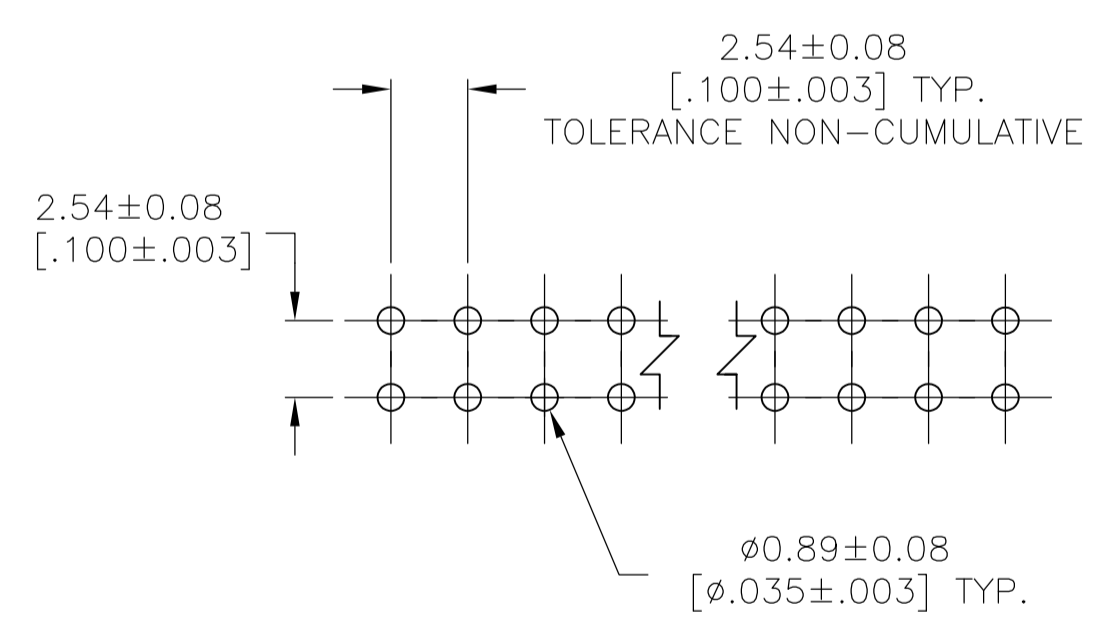 2.54±0.08
[.100±.003] TYP.
TOLERANCE NON-CUMULATIVE
2.54±0.08
[.100±.003]
⌀0.89±0.08
[⌀.035±.003] TYP.